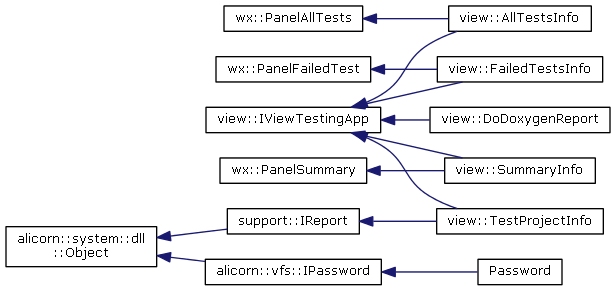 wx::PanelAllTests
view::AllTestsInfo
wx::PanelFailedTest
view::FailedTestsInfo
view::IViewTestingApp
view::DoDoxygenReport
wx::PanelSummary
view::SummaryInfo
support::IReport
view::TestProjectInfo
alicorn::system::dll
::Object
alicorn::vfs::IPassword
Password